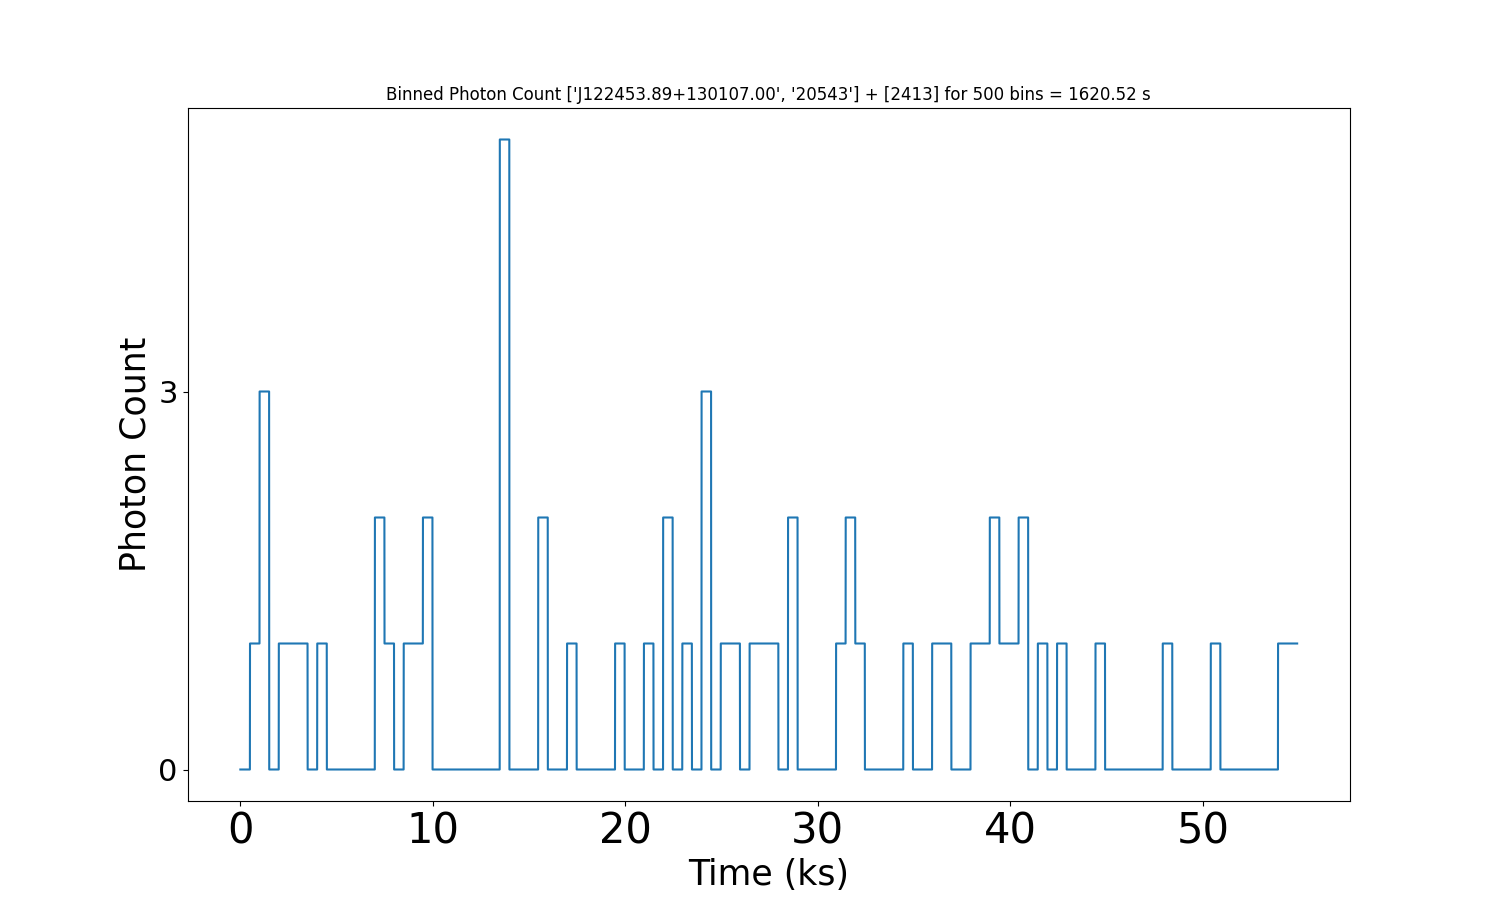 Binned Photon Count ['J122453.89+130107.00', '20543'] + [2413] for 500 bins = 1620.52 s
Photon Count
3
0
0 10 20 30 40 50
Time (ks)